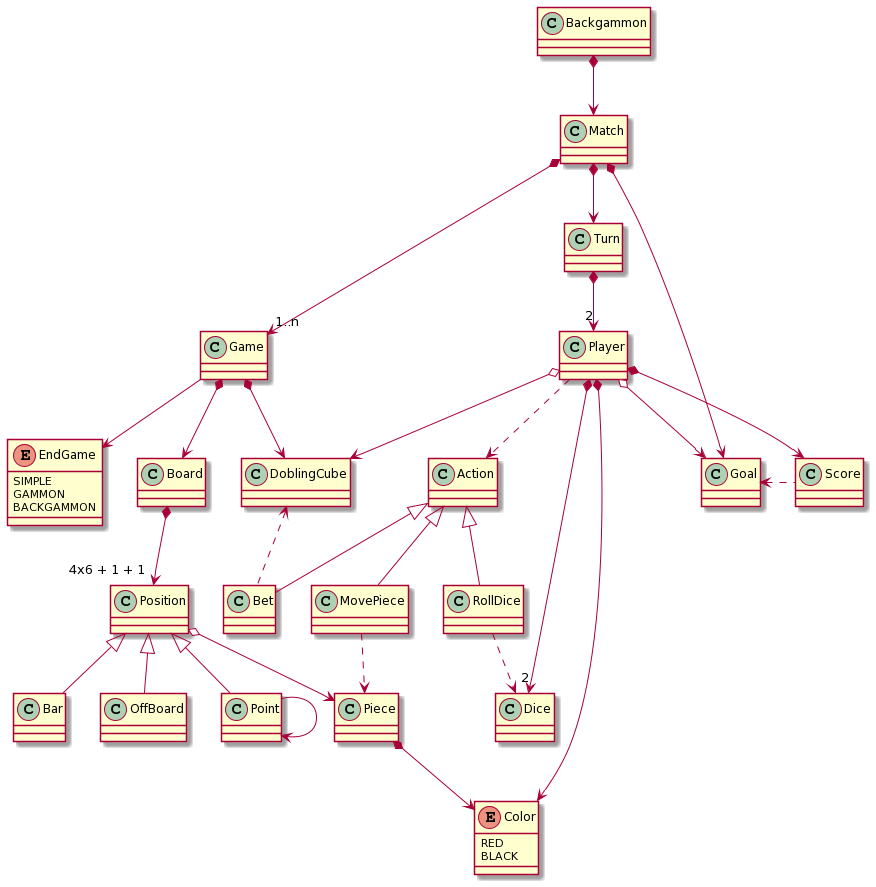 C Backgammon
C Match
C Turn
1..n
2
C Game
C Player
E EndGame
SIMPLE
GAMMON
BACKGAMMON
C Board
C DoblingCube
C Action
C Goal
C Score
4x6 + 1 + 1
C Position
C Bet
C MovePiece
C RollDice
2
C Bar
C OffBoard
C Point
C Piece
C Dice
E Color
RED
BLACK